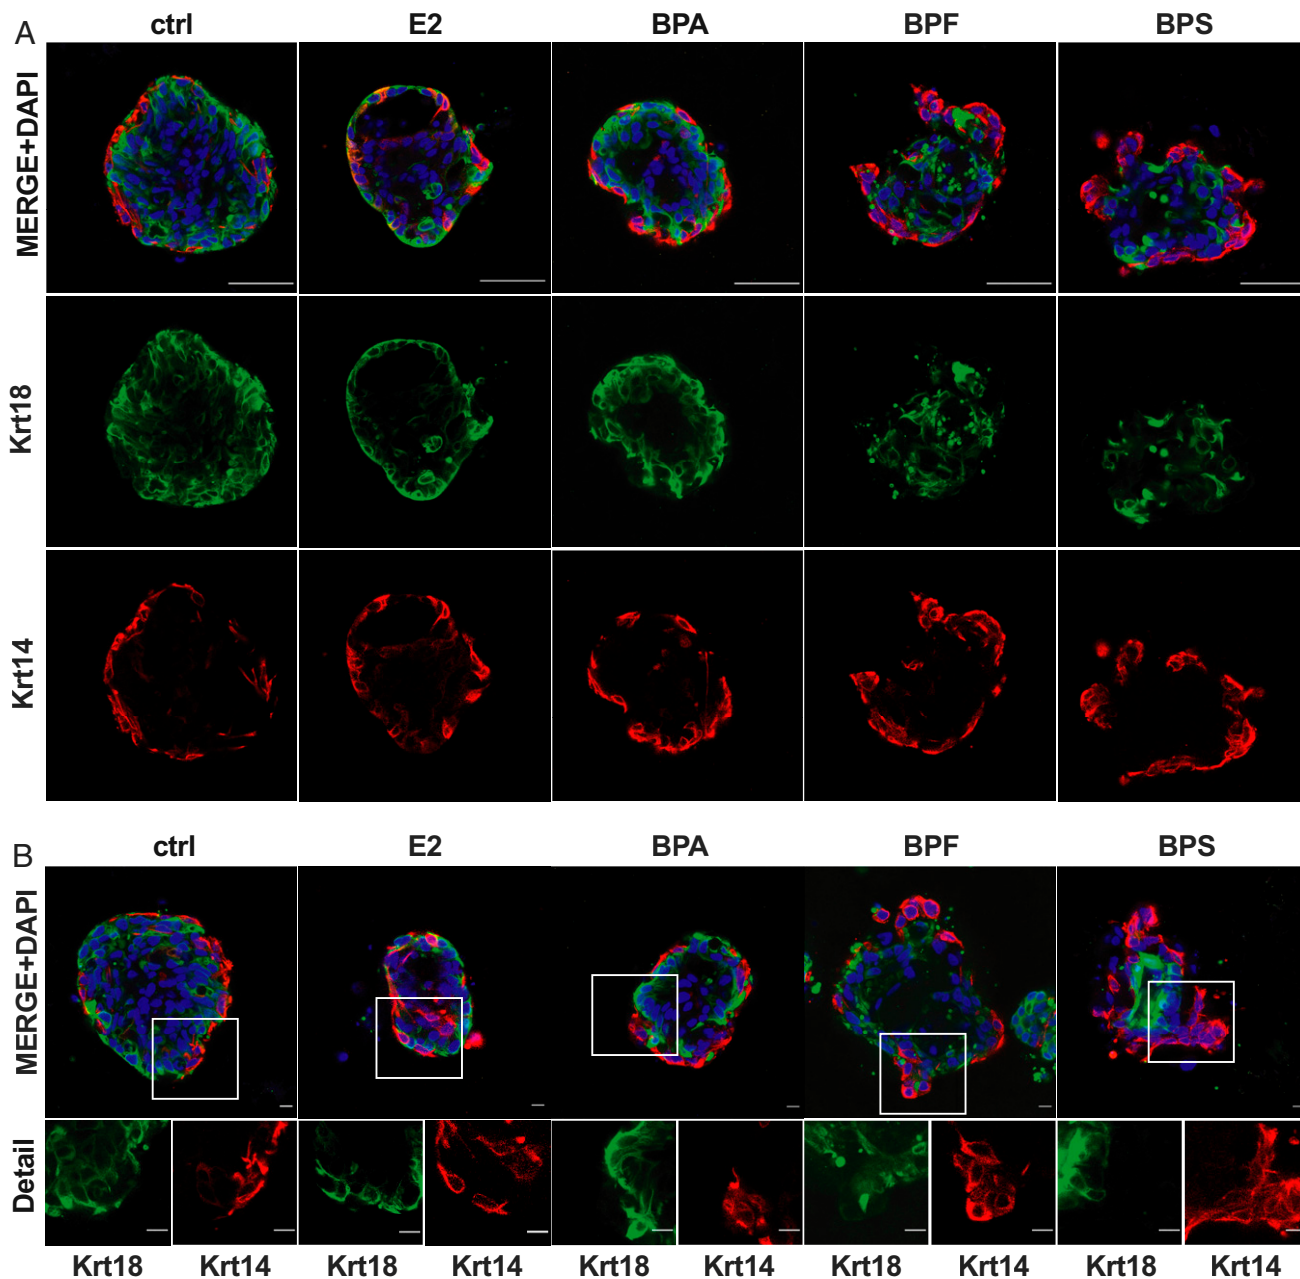 A
ctrl E2 BPA BPF BPS
MERGE+DAPI
Krt18
Krt14
B
ctrl E2 BPA BPF BPS
MERGE+DAPI
Detail
Krt18 Krt14 Krt18 Krt14 Krt18 Krt14 Krt18 Krt14 Krt18 Krt14